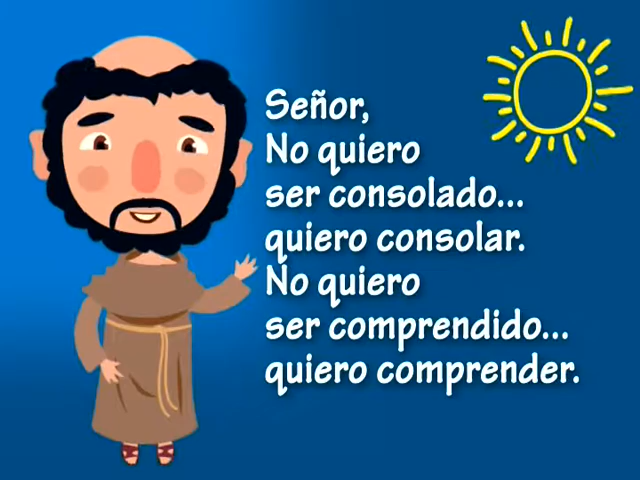 Señor,
No quiero
ser consolado...
quiero consolar.
No quiero
ser comprendido...
quiero comprender.